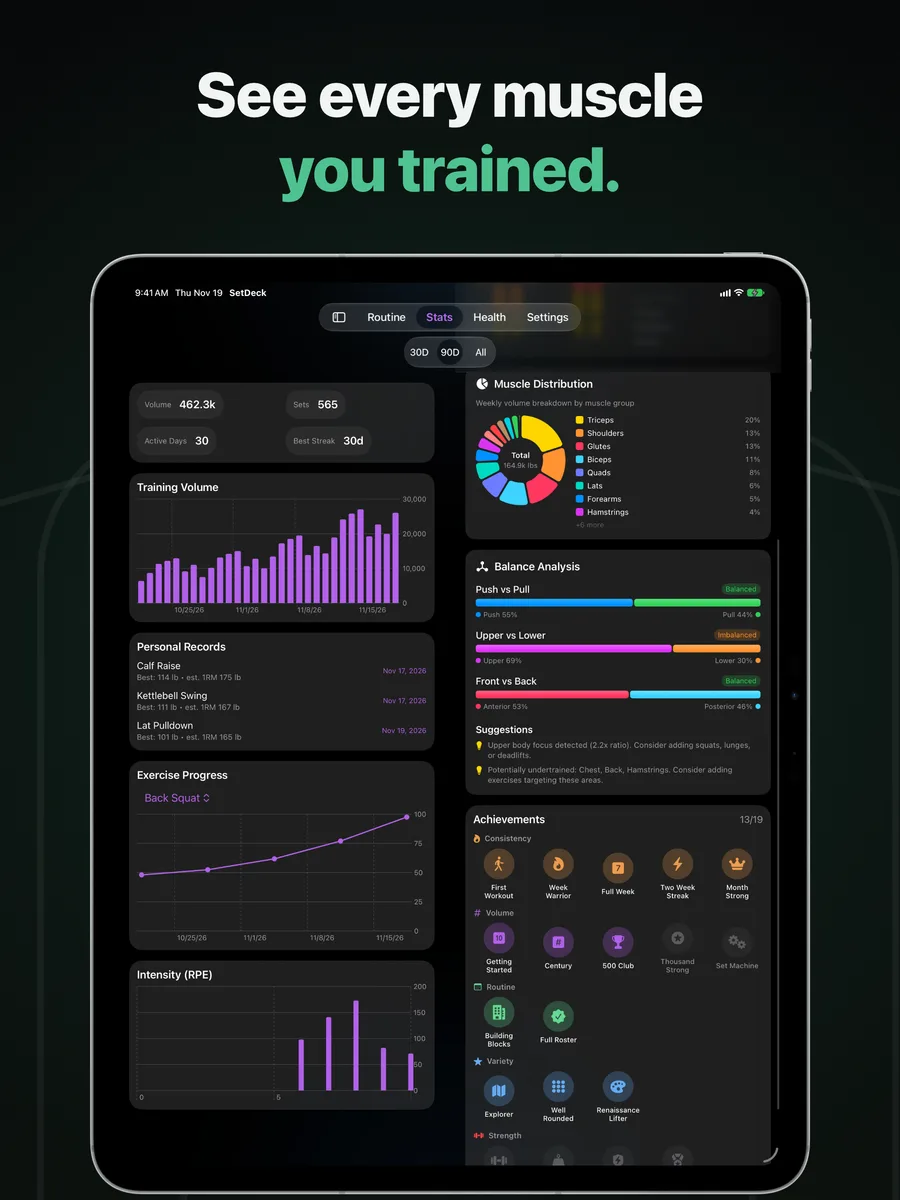 See every muscle
you trained.
9:41 AM Thu Nov 19 SetDeck
Routine Stats Health Settings
30D 90D All
Volume 462.3k
Sets 565
Active Days 30
Best Streak 30d
Training Volume
30,000
20,000
10,000
0
10/25/26 11/1/26 11/8/26 11/15/26
Personal Records
Calf Raise
Best: 114 lb • est. 1RM 175 lb
Nov 17, 2026
Kettlebell Swing
Best: 111 lb • est. 1RM 167 lb
Nov 17, 2026
Lat Pulldown
Best: 101 lb • est. 1RM 165 lb
Nov 19, 2026
Exercise Progress
Back Squat
100
75
50
25
0
10/25/26 11/1/26 11/8/26 11/15/26
Intensity (RPE)
200
150
100
50
0
0 5
Muscle Distribution
Weekly volume breakdown by muscle group
Total
164.9k lbs
Triceps 20%
Shoulders 13%
Glutes 13%
Biceps 11%
Quads 8%
Lats 6%
Forearms 5%
Hamstrings 4%
+6 more
Balance Analysis
Push vs Pull Balanced
Push 55% Pull 44%
Upper vs Lower Imbalanced
Upper 69% Lower 30%
Front vs Back Balanced
Anterior 53% Posterior 46%
Suggestions
Upper body focus detected (2.2x ratio). Consider adding squats, lunges,
or deadlifts.
Potentially undertrained: Chest, Back, Hamstrings. Consider adding
exercises targeting these areas.
Achievements 13/19
Consistency
7
First
Workout
Week
Warrior
Full Week
Two Week
Streak
Month
Strong
# Volume
10
#
Getting
Started
Century
500 Club
Thousand
Strong
Set Machine
Routine
Building
Blocks
Full Roster
Variety
Explorer
Well
Rounded
Renaissance
Lifter
Strength